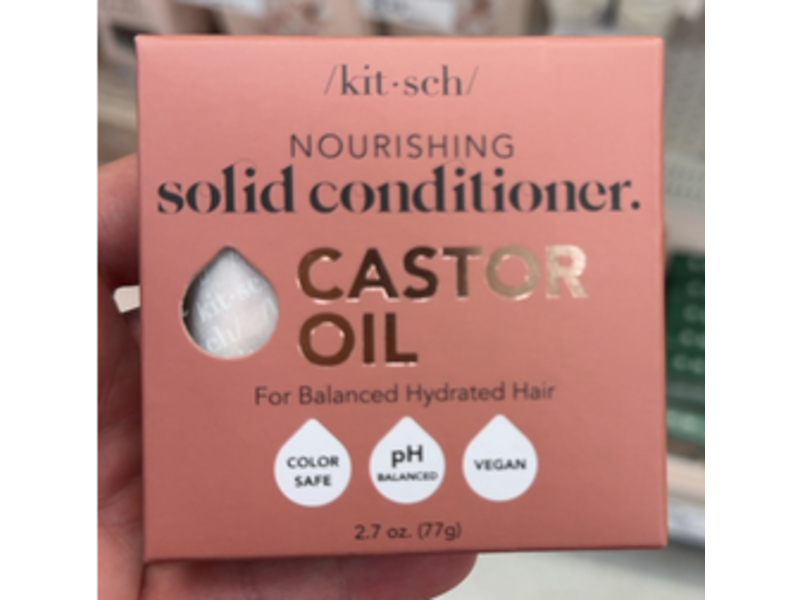 /kit·sch/
NOURISHING
solid conditioner.
CASTOR
OIL
For Balanced Hydrated Hair
COLOR
SAFE
pH
BALANCED
VEGAN
2.7 oz. (77g)